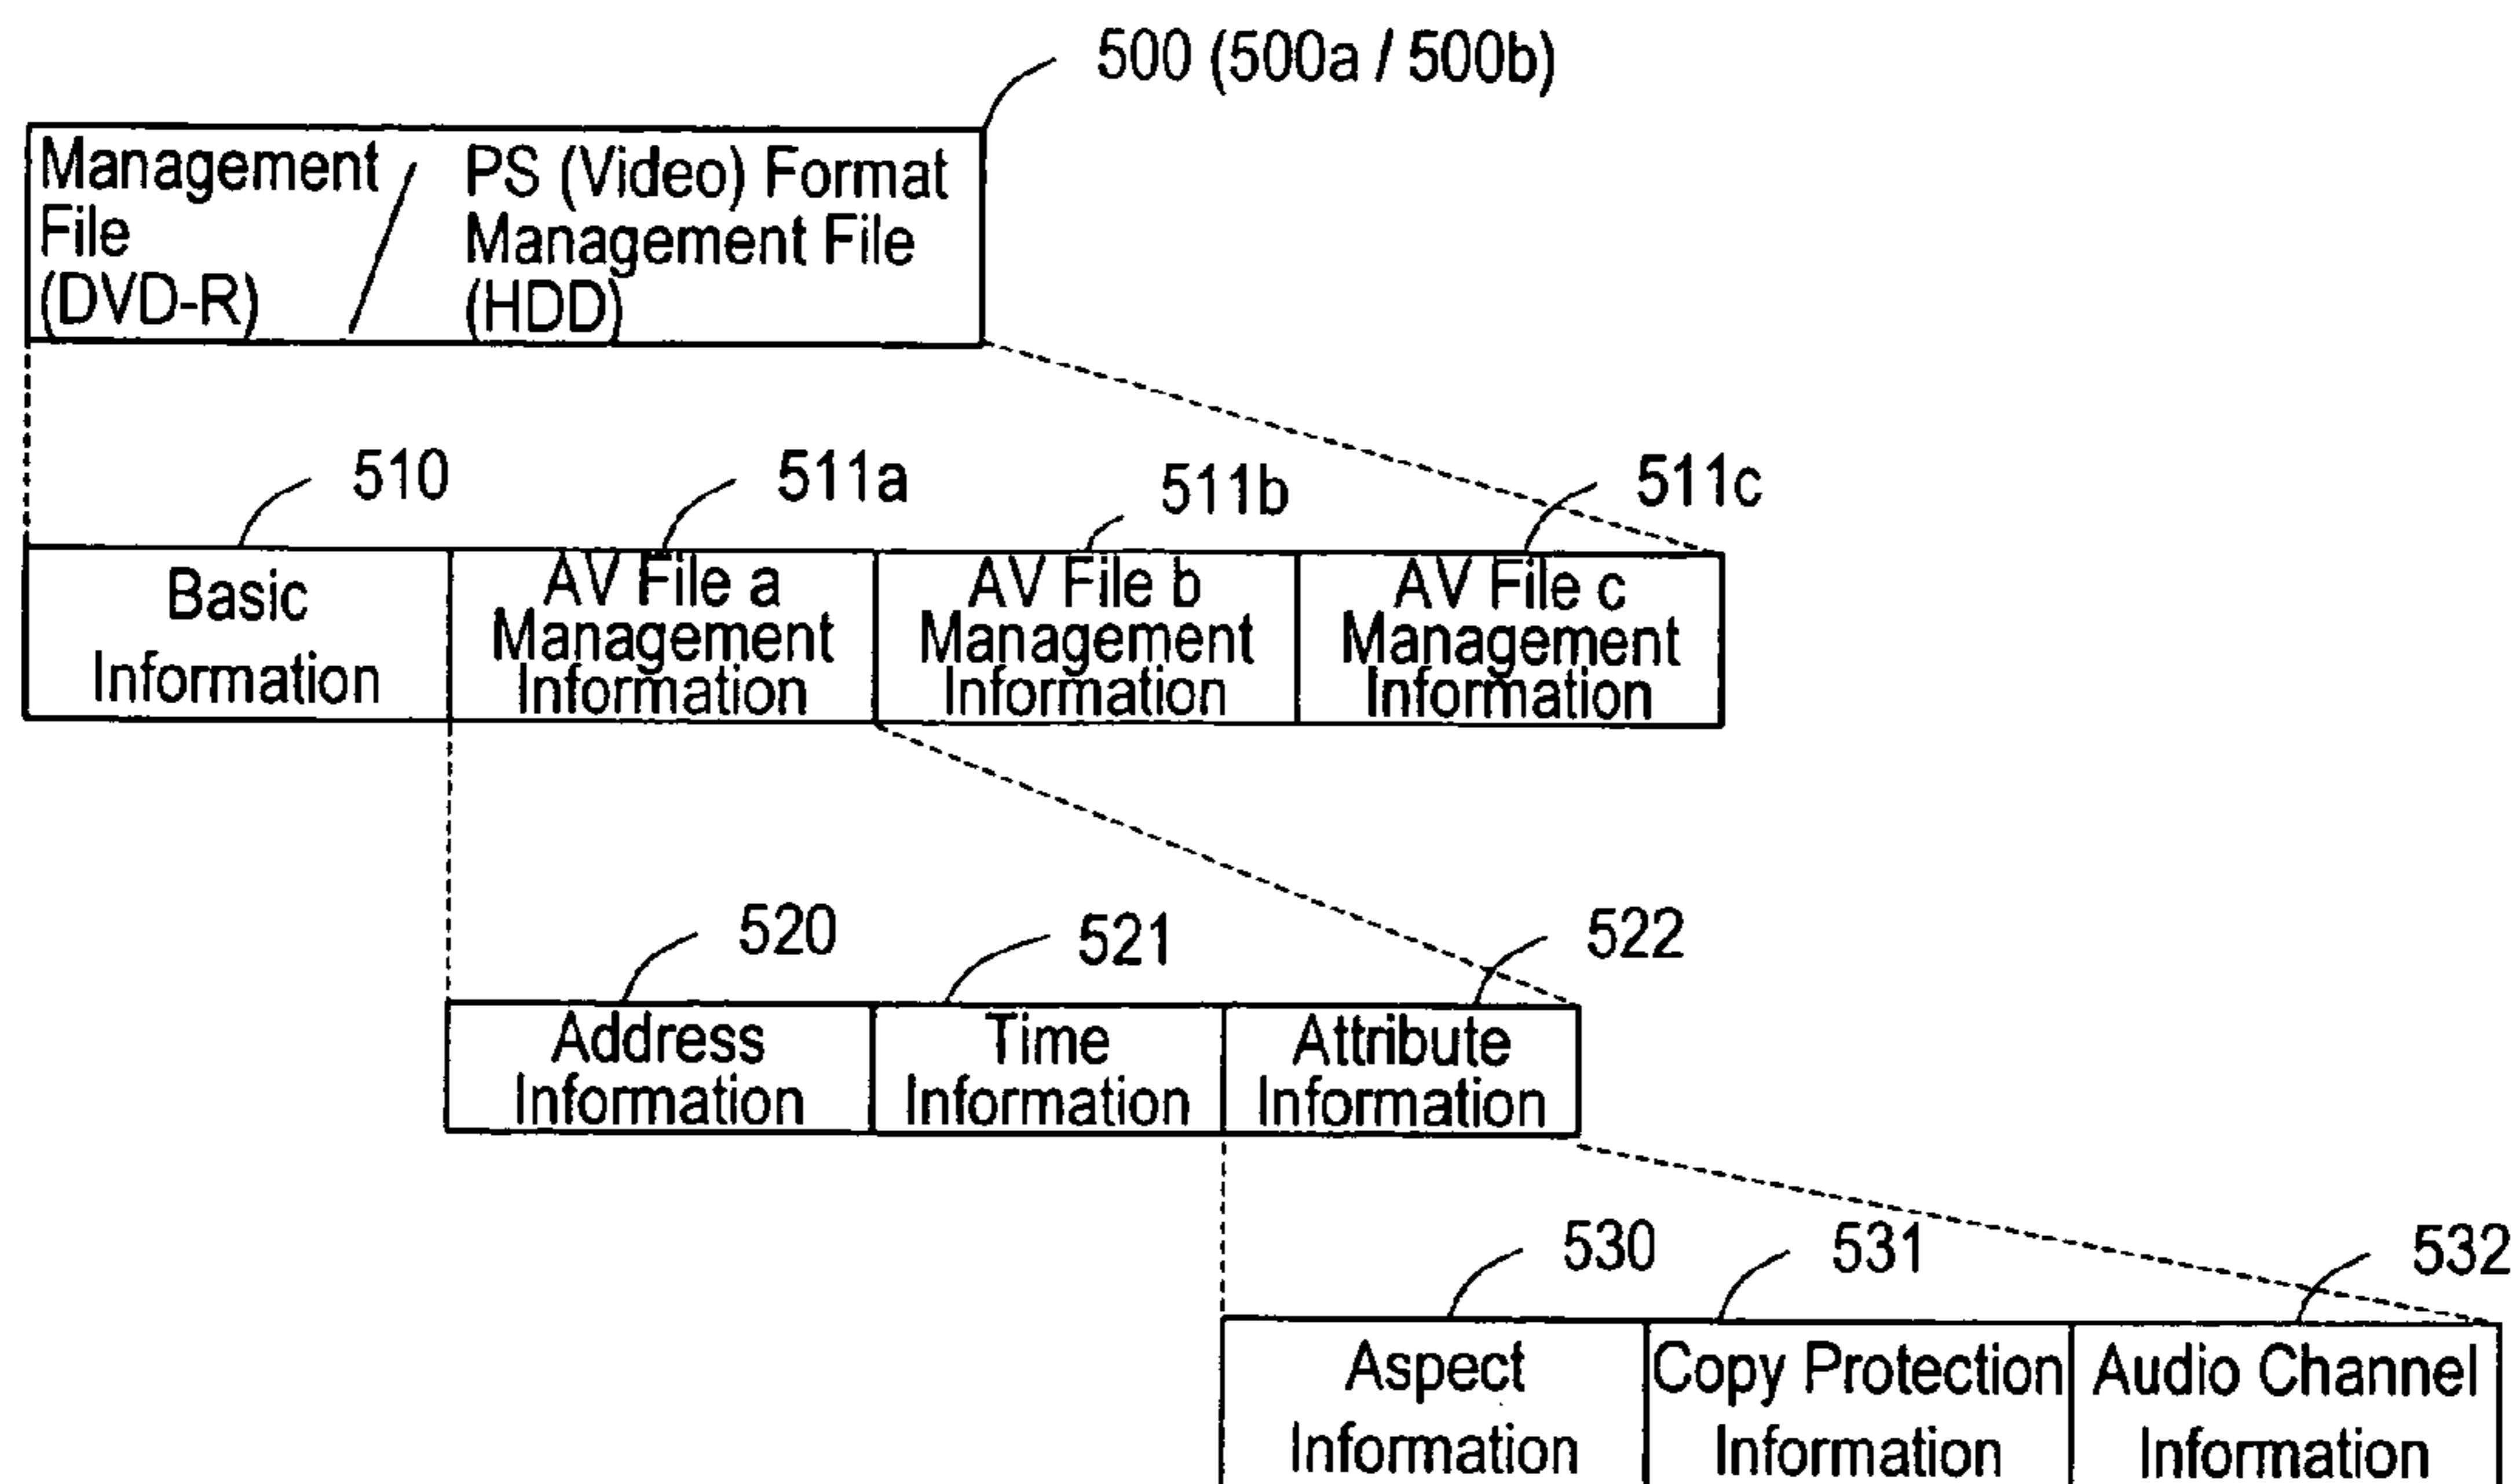 500 (500a / 500b)
Management
File
(DVD-R)
/
PS (Video) Format
Management File
(HDD)
510
511a
511b
511c
Basic
Information
AV File a
Management
Information
AV File b
Management
Information
AV File c
Management
Information
520
521
522
Address
Information
Time
Information
Attribute
Information
530
531
532
Aspect
Information
Copy Protection
Information
Audio Channel
Information